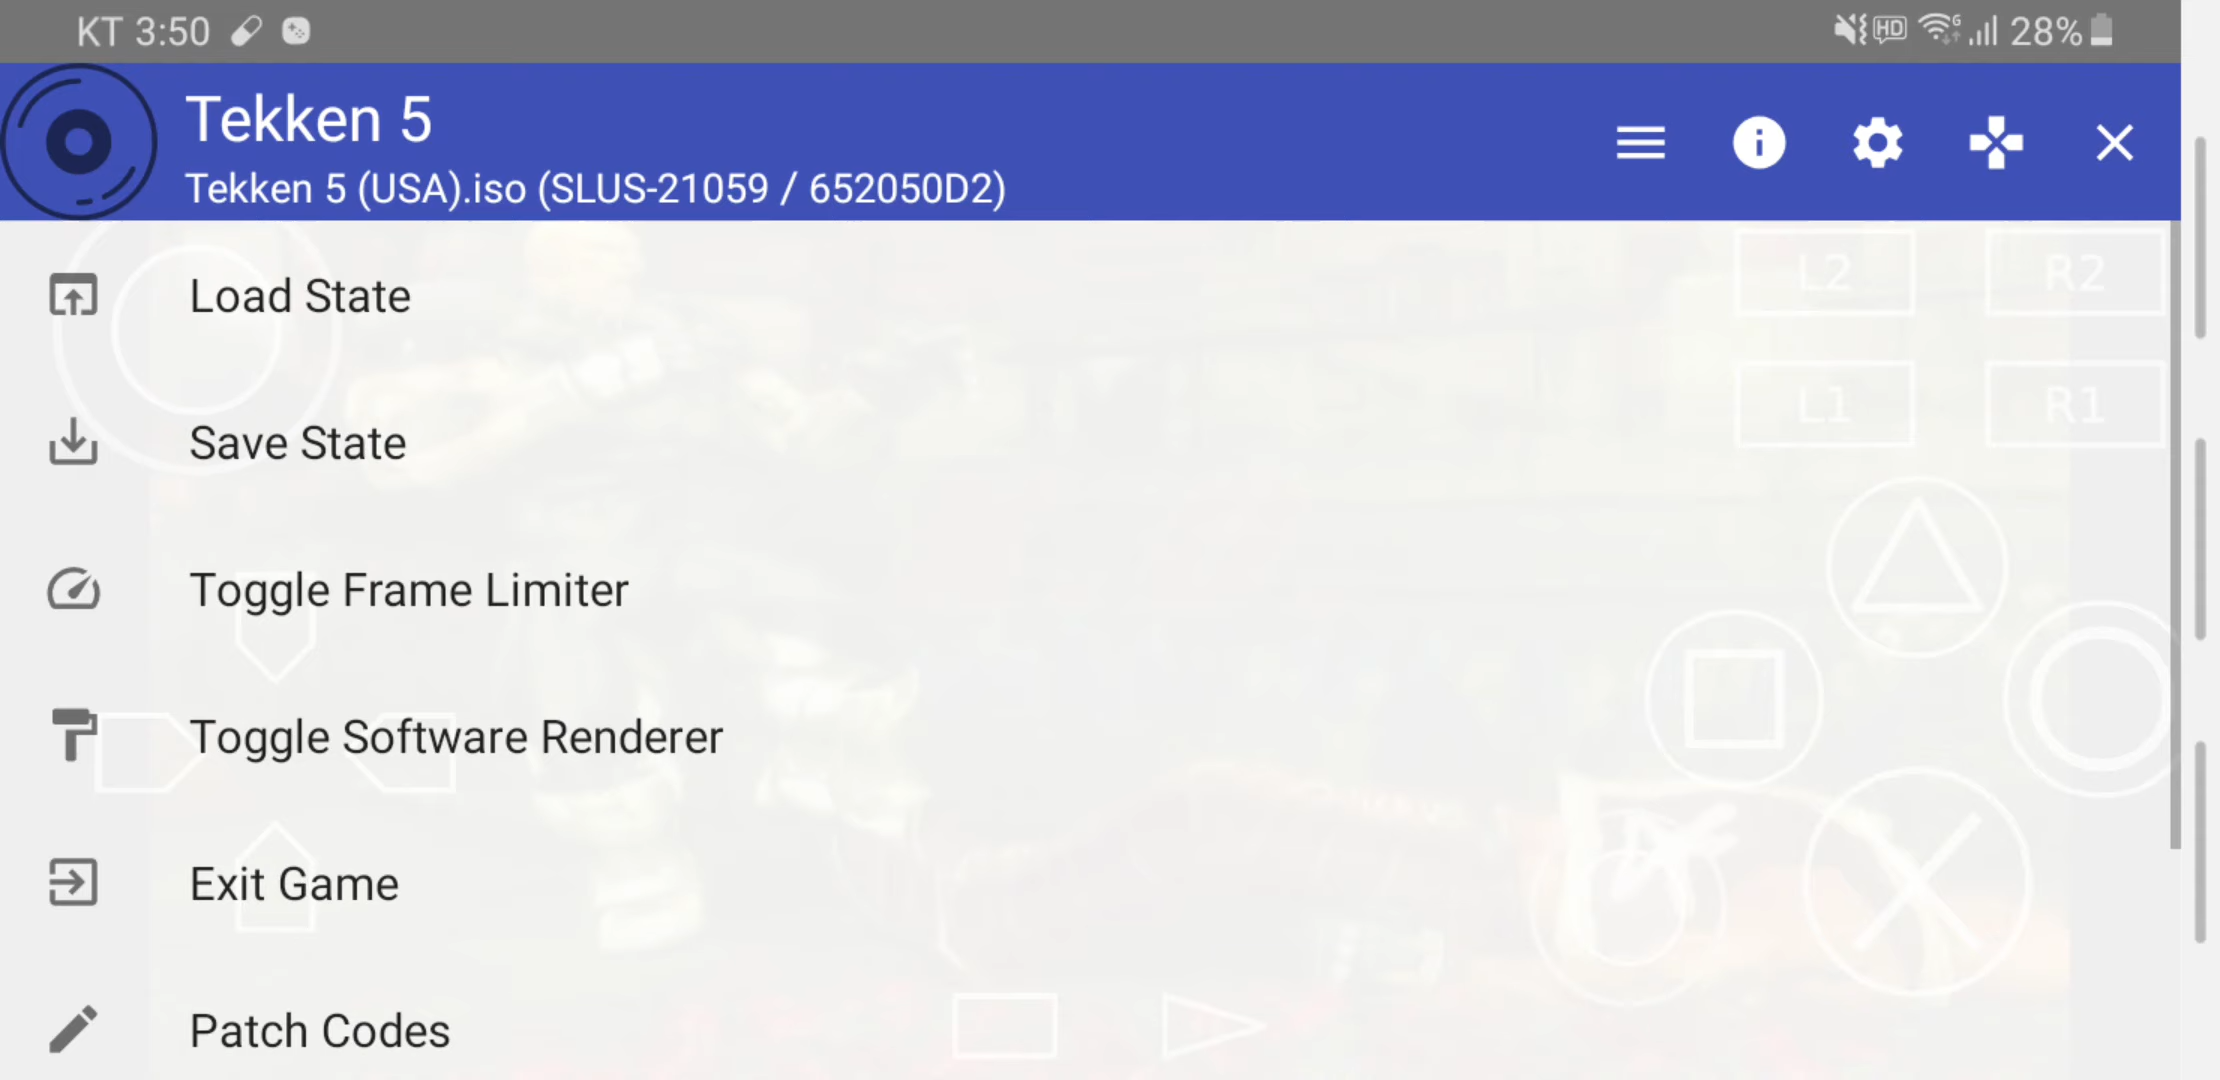 KT 3:50
HD
G
28%
Tekken 5
Tekken 5 (USA).iso (SLUS-21059 / 652050D2)
L2
R2
Load State
L1
R1
Save State
Toggle Frame Limiter
Toggle Software Renderer
Exit Game
Patch Codes